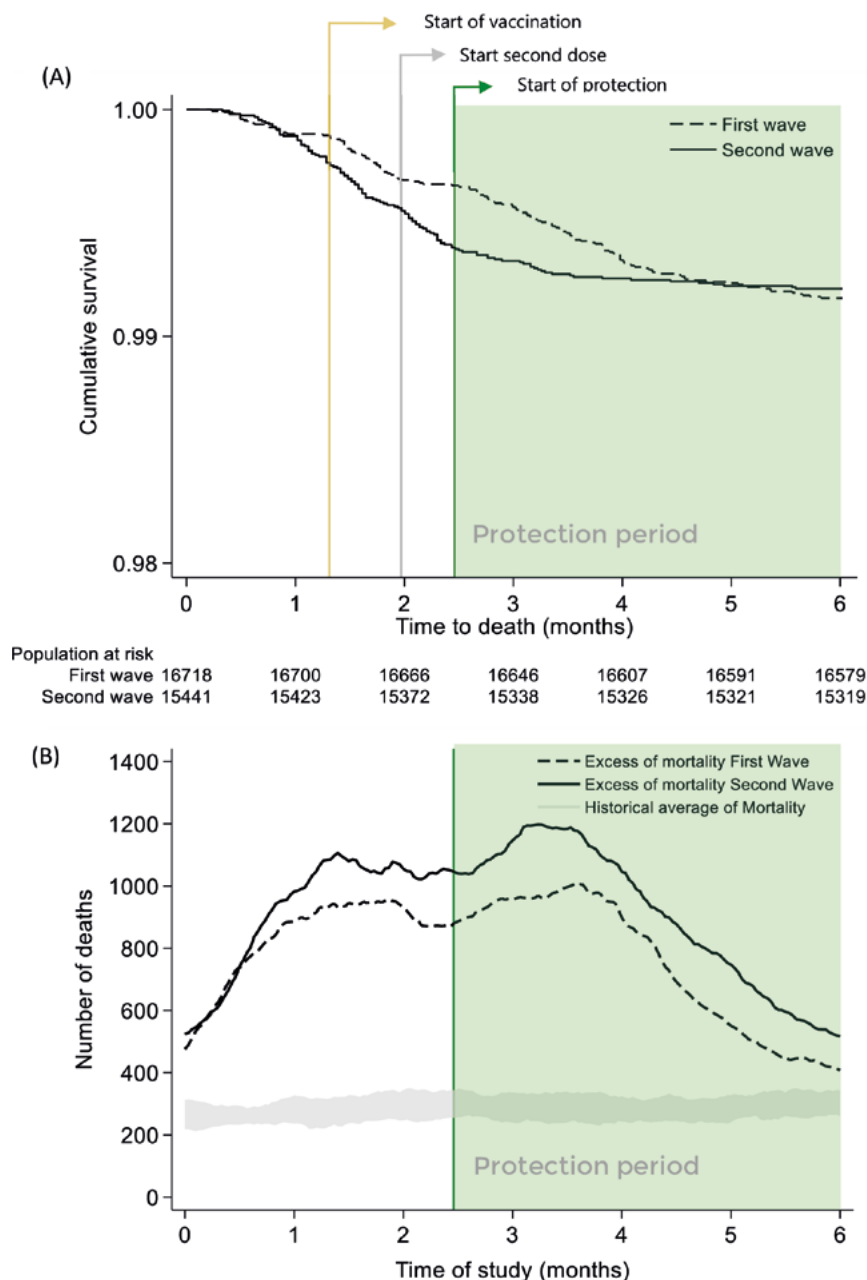 Start of vaccination
Start second dose
Start of protection
(A)
1.00
0.99
0.98
Cumulative survival
First wave
Second wave
Protection period
0 1 2 3 4 5 6
Time to death (months)
Population at risk
First wave 16718 16700 16666 16646 16607 16591 16579
Second wave 15441 15423 15372 15338 15326 15321 15319
(B)
1400
1200
1000
800
600
400
200
0
Number of deaths
Excess of mortality First Wave
Excess of mortality Second Wave
Historical average of Mortality
Protection period
0 1 2 3 4 5 6
Time of study (months)